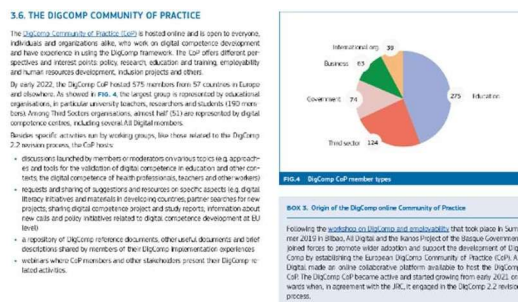 3.6. THE DIGCOMP COMMUNITY OF PRACTICE
The DigComp Community of Practice (CoP) is hosted online and is open to everyone,
individuals and organizations alike, who work on digital competence development
and have experience in using the DigComp framework. The CoP offers different per-
spectives and interest points: policy, research, education and training, employability
and human resources development, inclusion projects and others.
By early 2022, the DigComp CoP hosted 575 members from 57 countries in Europe
and elsewhere. As showed in FIG. 4, the largest group is represented by educational
organisations, in particular university teachers, researchers and students (190 mem-
bers). Among Third Sectors organisations, almost half (51) are represented by digital
competence centres, including several All Digital members.
Besides specific activities run by working groups, like those related to the DigComp
2.2 revision process, the CoP hosts:
• discussions launched by members or moderators on various topics (e.g. approach-
es and tools for the validation of digital competence in education and other con-
texts, the digital competence of health professionals, teachers and other workers)
• requests and sharing of suggestions and resources on specific aspects (e.g. digital
literacy initiatives and materials in developing countries, partner searches for new
projects, sharing digital competence project and study reports, information about
new calls and policy initiatives related to digital competence development at EU
level)
• a repository of DigComp reference documents, other useful documents and brief
descriptions shared by members of their DigComp implementation experiences
• webinars where CoP members and other stakeholders present their DigComp re-
lated activities.
International org 39
Business 63
Government 74
275 Education
Third sector 124
FIG.4 DigComp CoP member types
BOX 3. Origin of the DigComp online Community of Practice
Following the workshop on DigComp and employability that took place in Sum-
mer 2019 in Bilbao, All Digital and the Ikanos Project of the Basque Governmen
joined forces to promote wider adoption and support the development of Dig
Comp by establishing the European DigComp Community of Practice (CoP). A
Digital made an online collaborative platform available to host the DigComp
CoP. The DigComp CoP became active and started growing from early 2021, on
wards when, in agreement with the JRC, it engaged in the DigComp 2.2 revision
process.